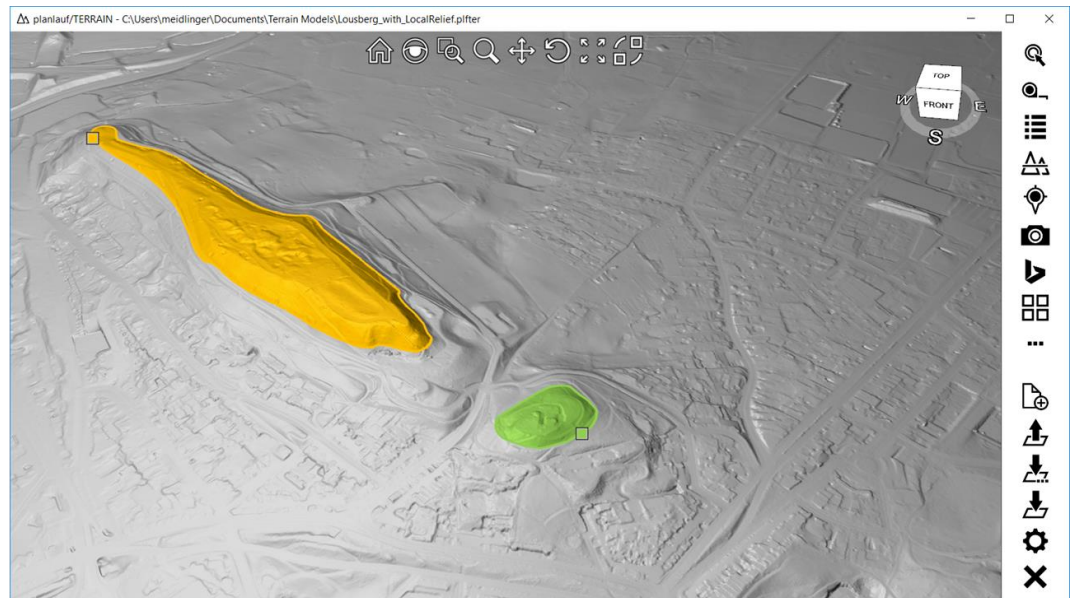 planlauf/TERRAIN - C:\Users\meidlinger\Documents\Terrain Models\Lousberg_with_LocalRelief.plfter
TOP
W FRONT E
S